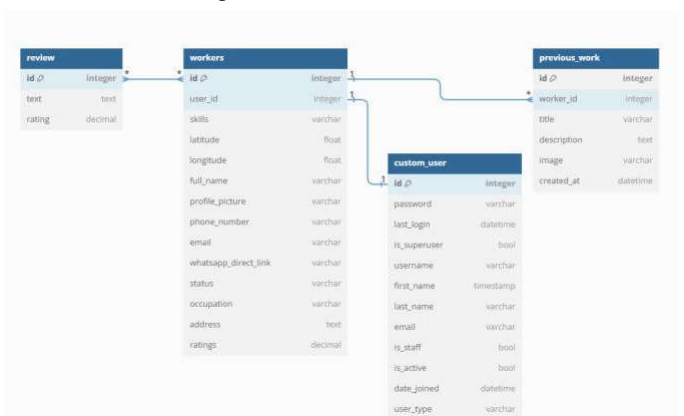 review
id integer
text text
rating decimal
* *
workers
id integer 1
user_id integer 1
skills varchar
latitude float
longitude float
full_name varchar
profile_picture varchar
phone_number varchar
email varchar
whatsapp_direct_link varchar
status varchar
occupation varchar
address text
ratings decimal
1
custom_user
id integer
password varchar
last_login datetime
is_superuser bool
username varchar
first_name timestamp
last_name varchar
email varchar
is_staff bool
is_active bool
date_joined datetime
user_type varchar
*
previous_work
id integer
worker_id integer
title varchar
description text
image varchar
created_at datetime